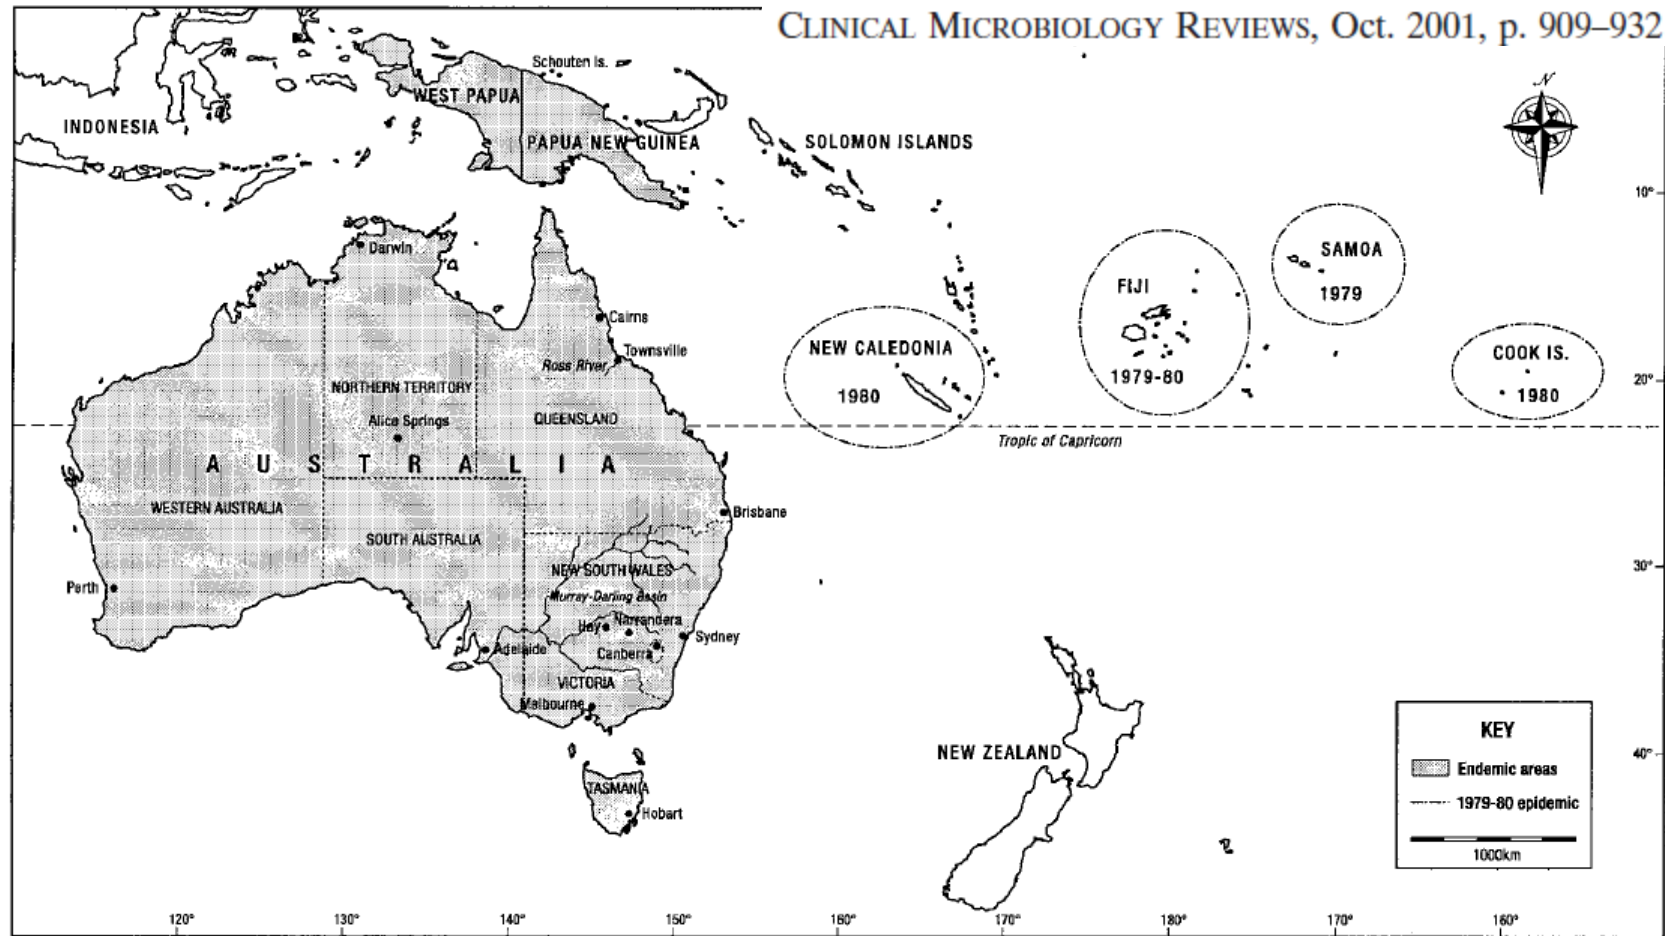 CLINICAL MICROBIOLOGY REVIEWS, Oct. 2001, p. 909–932
Schouten Is.
WEST PAPUA
INDONESIA
PAPUA NEW GUINEA
SOLOMON ISLANDS
N
10°
Darwin
SAMOA
1979
FIJI
1979-80
Cairns
Townsville
Ross River
NEW CALEDONIA
1980
COOK IS.
1980
20°
NORTHERN TERRITORY
Alice Springs
QUEENSLAND
Tropic of Capricorn
AUSTRALIA
WESTERN AUSTRALIA
Brisbane
SOUTH AUSTRALIA
NEW SOUTH WALES
30°
Perth
Murray-Darling Basin
Hay
Narrandera
Sydney
Adelaide
Canberra
VICTORIA
Melbourne
NEW ZEALAND
40°
TASMANIA
Hobart
KEY
Endemic areas
1979-80 epidemic
1000km
120° 130° 140° 150° 160° 170° 180° 170° 160°